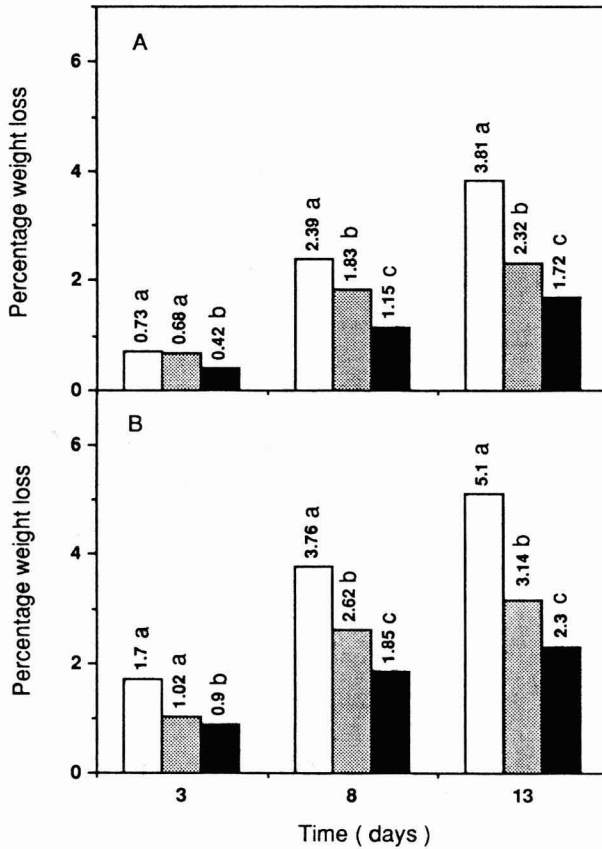 A
Percentage weight loss
6
4
2
0
0.73 a
0.68 a
0.42 b
2.39 a
1.83 b
1.15 c
3.81 a
2.32 b
1.72 c
B
Percentage weight loss
6
4
2
0
1.7 a
1.02 a
0.9 b
3.76 a
2.62 b
1.85 c
5.1 a
3.14 b
2.3 c
3
8
13
Time ( days )